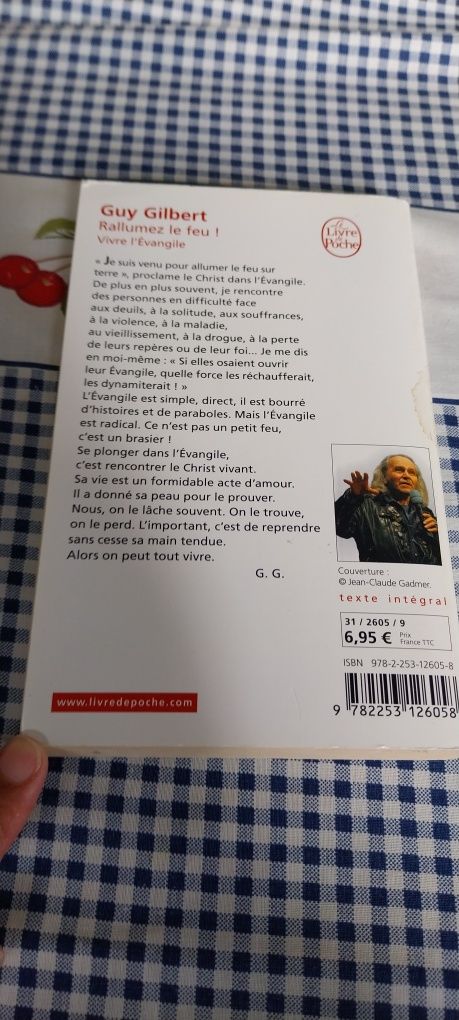 Guy Gilbert
Rallumez le feu !
Vivre l'Évangile
Le
Livre
de
Poche
« Je suis venu pour allumer le feu sur
terre », proclame le Christ dans l'Évangile.
De plus en plus souvent, je rencontre
des personnes en difficulté face
aux deuils, à la solitude, aux souffrances,
à la violence, à la maladie,
au vieillissement, à la drogue, à la perte
de leurs repères ou de leur foi... Je me dis
en moi-même : « Si elles osaient ouvrir
leur Évangile, quelle force les réchaufferait,
les dynamiterait ! »
L'Évangile est simple, direct, il est bourré
d'histoires et de paraboles. Mais l'Évangile
est radical. Ce n'est pas un petit feu,
c'est un brasier !
Se plonger dans l'Évangile,
c'est rencontrer le Christ vivant.
Sa vie est un formidable acte d'amour.
Il a donné sa peau pour le prouver.
Nous, on le lâche souvent. On le trouve,
on le perd. L'important, c'est de reprendre
sans cesse sa main tendue.
Alors on peut tout vivre.
G. G.
Couverture :
© Jean-Claude Gadmer.
texte intégral
31 / 2605 / 9
6,95 € Prix
France TTC
ISBN 978-2-253-12605-8
9 782253 126058
www.livredepoche.com